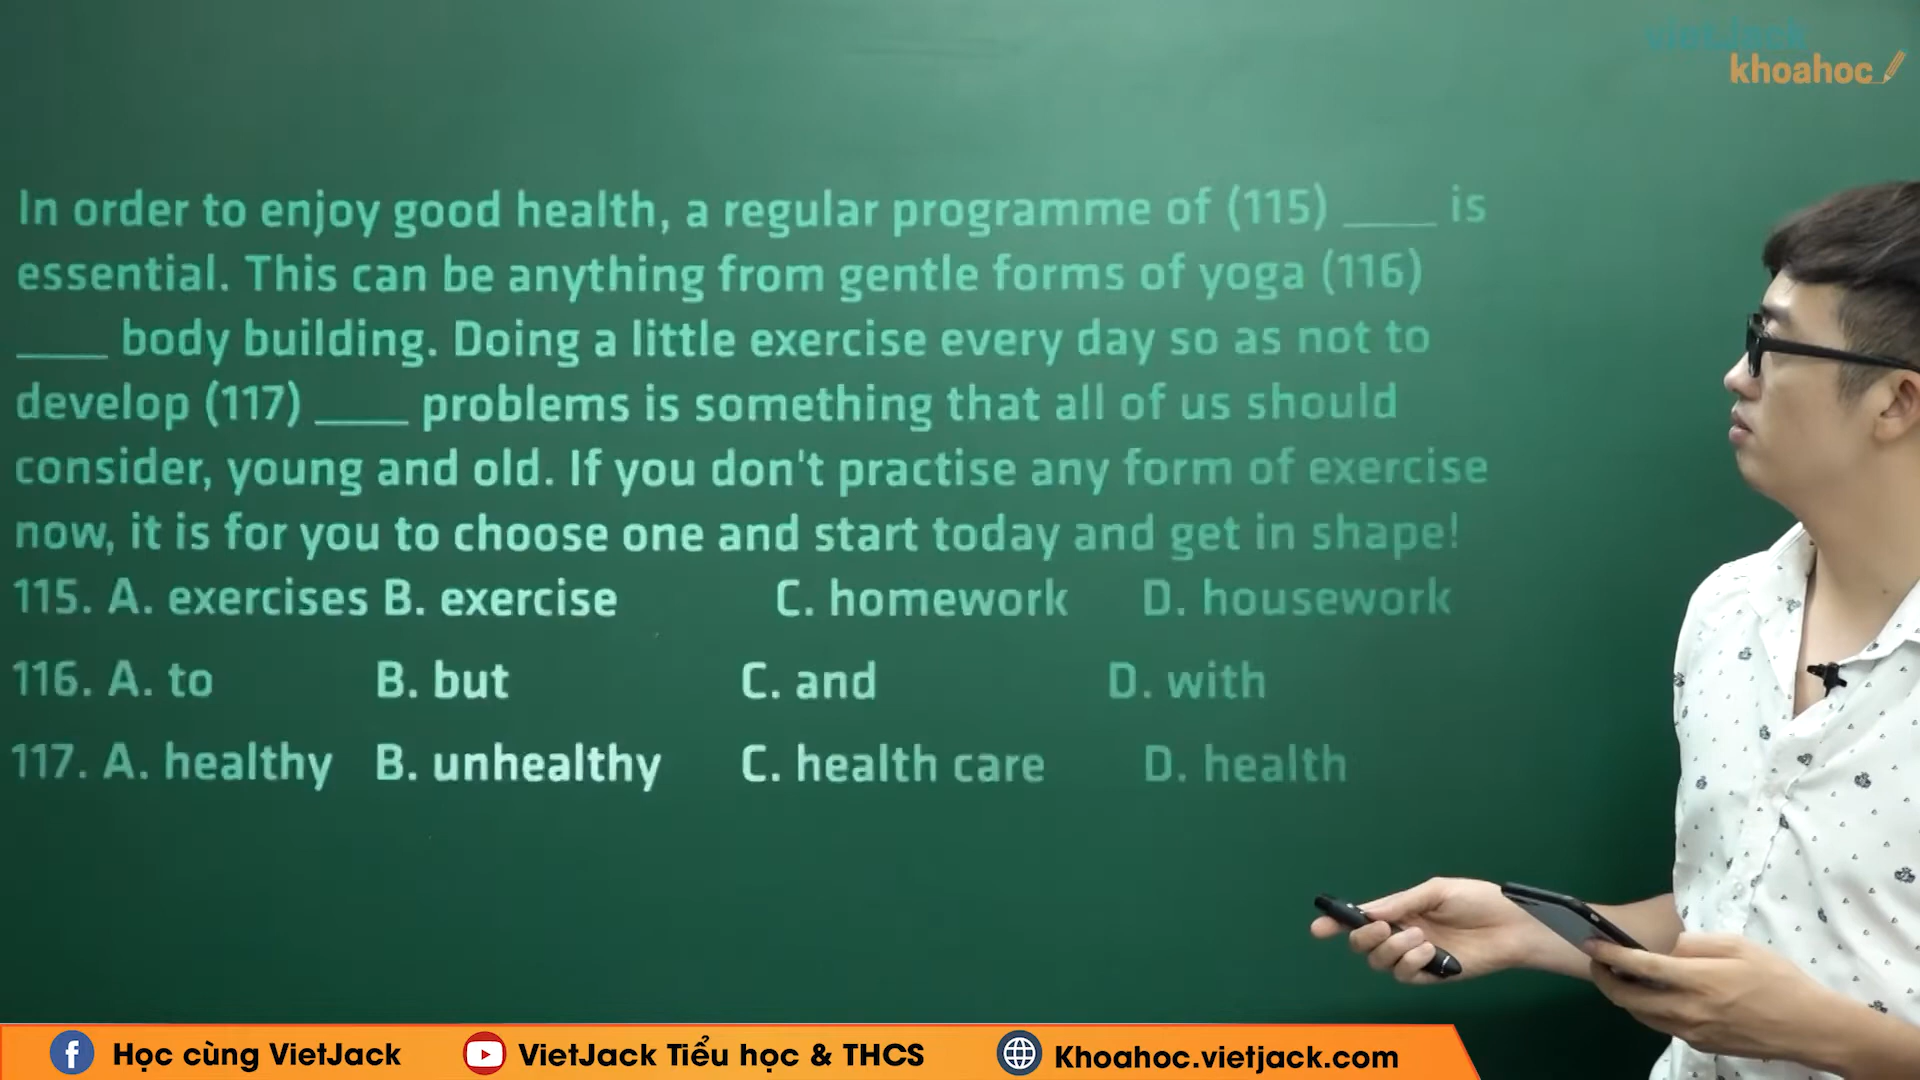 vietJack
khoahoc
In order to enjoy good health, a regular programme of (115) ____ is
essential. This can be anything from gentle forms of yoga (116)
____ body building. Doing a little exercise every day so as not to
develop (117) ____ problems is something that all of us should
consider, young and old. If you don't practise any form of exercise
now, it is for you to choose one and start today and get in shape!
115. A. exercises B. exercise C. homework D. housework
116. A. to B. but C. and D. with
117. A. healthy B. unhealthy C. health care D. health
f Học cùng VietJack VietJack Tiểu học & THCS Khoahoc.vietjack.com